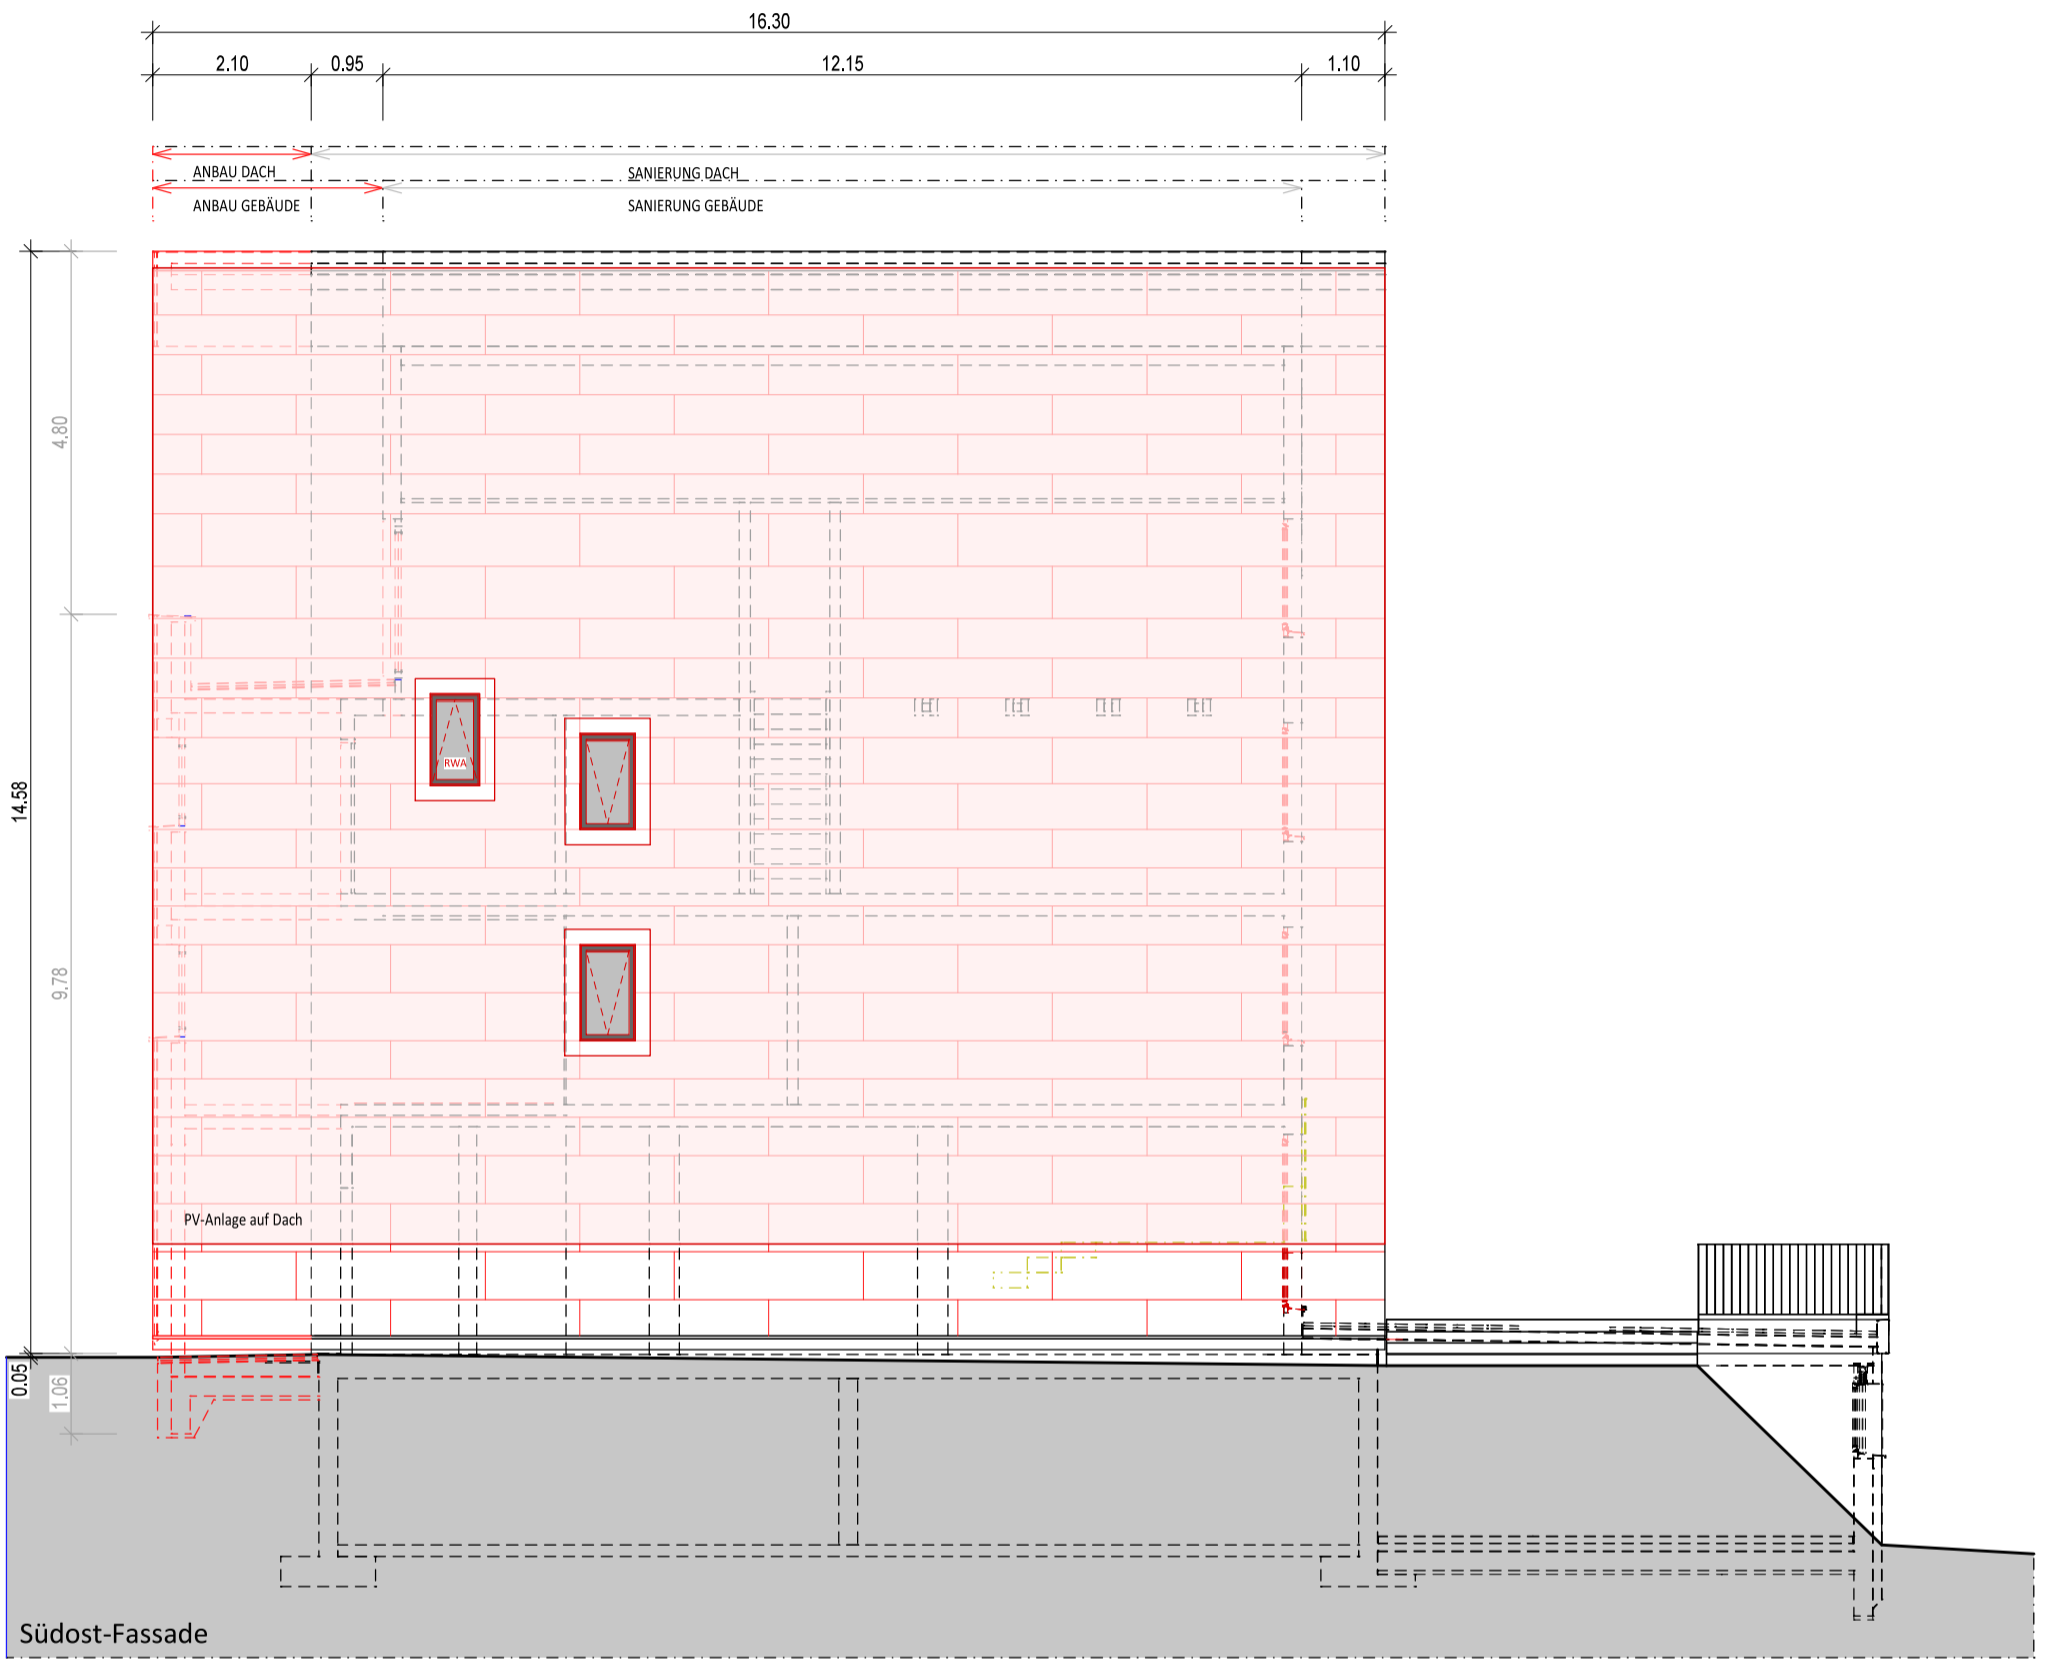 16.30
2.10 0.95 12.15 1.10
ANBAU DACH SANIERUNG DACH
ANBAU GEBÄUDE SANIERUNG GEBÄUDE
4.80
RWA
14.58
9.78
PV-Anlage auf Dach
0.05
1.06
Südost-Fassade